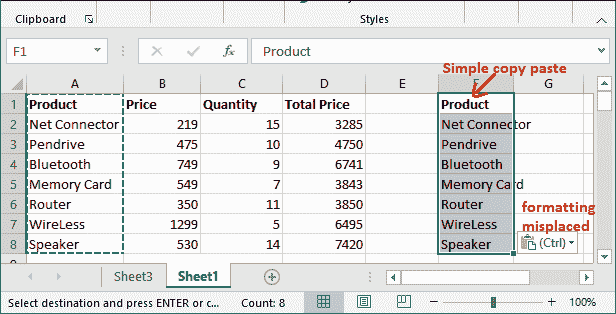 Clipboard Styles
F1 fx Product
Simple copy paste
A B C D E F G
1 Product Price Quantity Total Price Product
2 Net Connector 219 15 3285 Net Connector
3 Pendrive 475 10 4750 Pendrive
4 Bluetooth 749 9 6741 Bluetooth
5 Memory Card 549 7 3843 Memory Card
6 Router 350 11 3850 Router
7 WireLess 1299 5 6495 WireLess
8 Speaker 530 14 7420 Speaker
formatting
misplaced
(Ctrl)
Sheet3 Sheet1
Select destination and press ENTER or c... Count: 8 100%